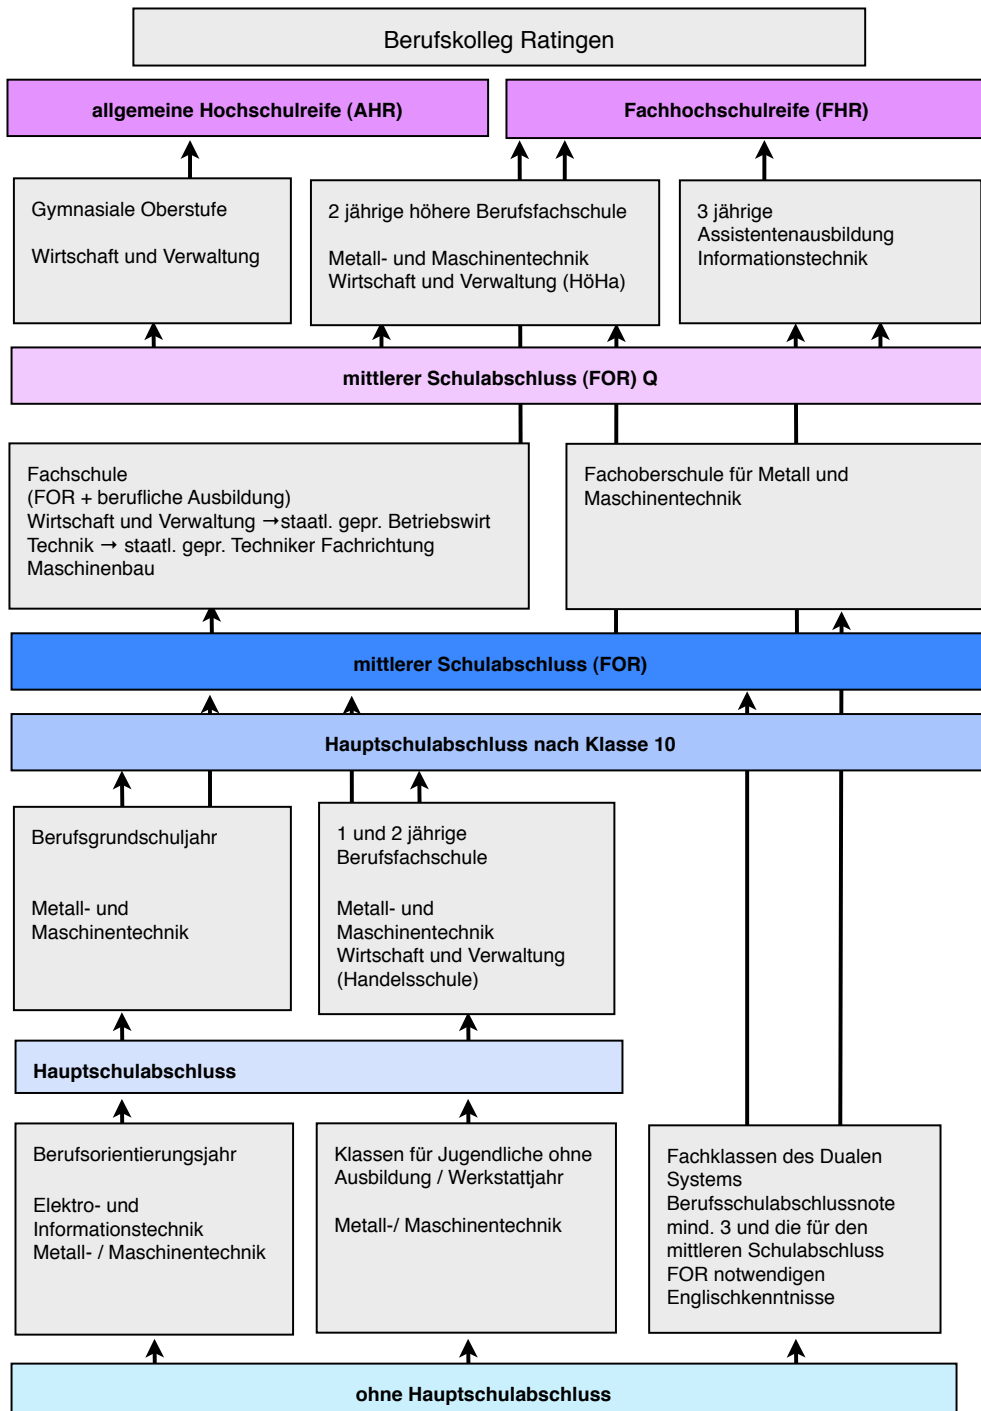 Berufskolleg Ratingen
allgemeine Hochschulreife (AHR)
Fachhochschulreife (FHR)
Gymnasiale Oberstufe
Wirtschaft und Verwaltung
2 jährige höhere Berufsfachschule
Metall- und Maschinentechnik
Wirtschaft und Verwaltung (HöHa)
3 jährige
Assistentenausbildung
Informationstechnik
mittlerer Schulabschluss (FOR) Q
Fachschule
(FOR + berufliche Ausbildung)
Wirtschaft und Verwaltung →staatl. gepr. Betriebswirt
Technik → staatl. gepr. Techniker Fachrichtung
Maschinenbau
Fachoberschule für Metall und
Maschinentechnik
mittlerer Schulabschluss (FOR)
Hauptschulabschluss nach Klasse 10
Berufsgrundschuljahr
Metall- und
Maschinentechnik
1 und 2 jährige
Berufsfachschule
Metall- und
Maschinentechnik
Wirtschaft und Verwaltung
(Handelsschule)
Hauptschulabschluss
Berufsorientierungsjahr
Elektro- und
Informationstechnik
Metall- / Maschinentechnik
Klassen für Jugendliche ohne
Ausbildung / Werkstattjahr
Metall-/ Maschinentechnik
Fachklassen des Dualen
Systems
Berufsschulabschlussnote
mind. 3 und die für den
mittleren Schulabschluss
FOR notwendigen
Englischkenntnisse
ohne Hauptschulabschluss